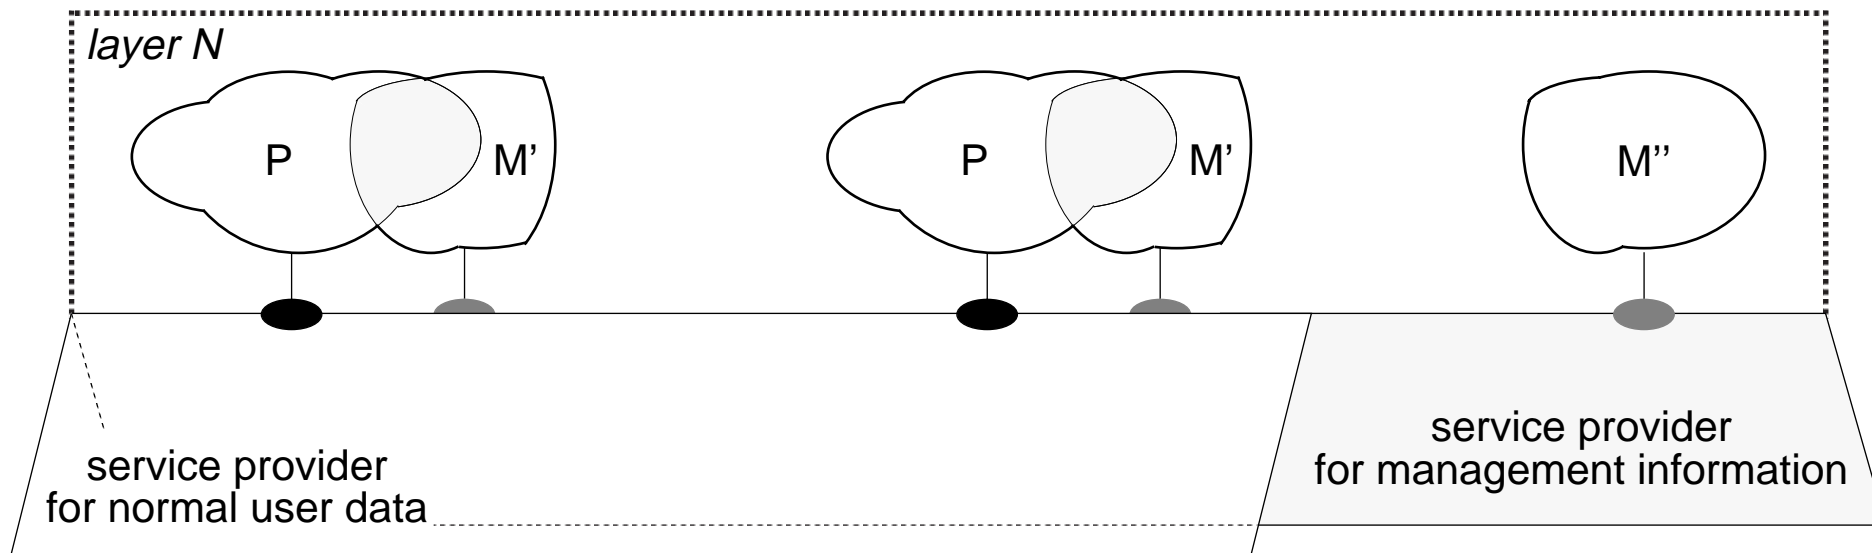 layer N
P
M’
P
M’
M’’
service provider
for normal user data
service provider
for management information